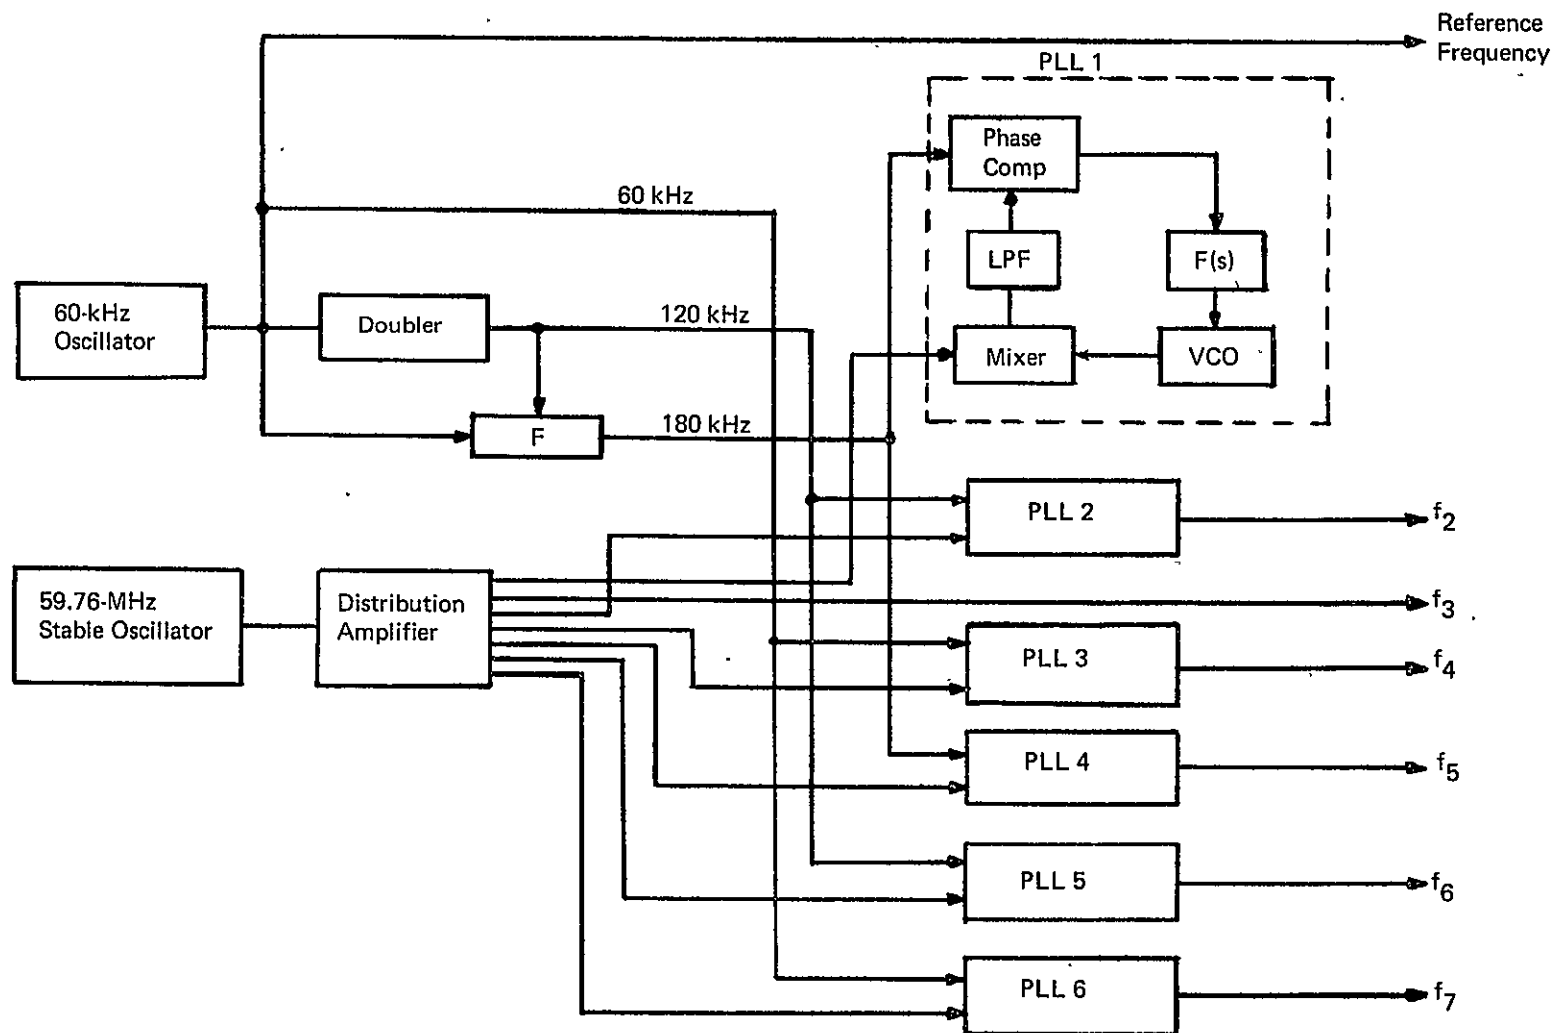 Reference
Frequency
PLL 1
Phase
Comp
60 kHz
LPF
F(s)
60-kHz
Oscillator
Doubler
120 kHz
Mixer
VCO
F
180 kHz
PLL 2
f2
59.76-MHz
Stable Oscillator
Distribution
Amplifier
f3
PLL 3
f4
PLL 4
f5
PLL 5
f6
PLL 6
f7